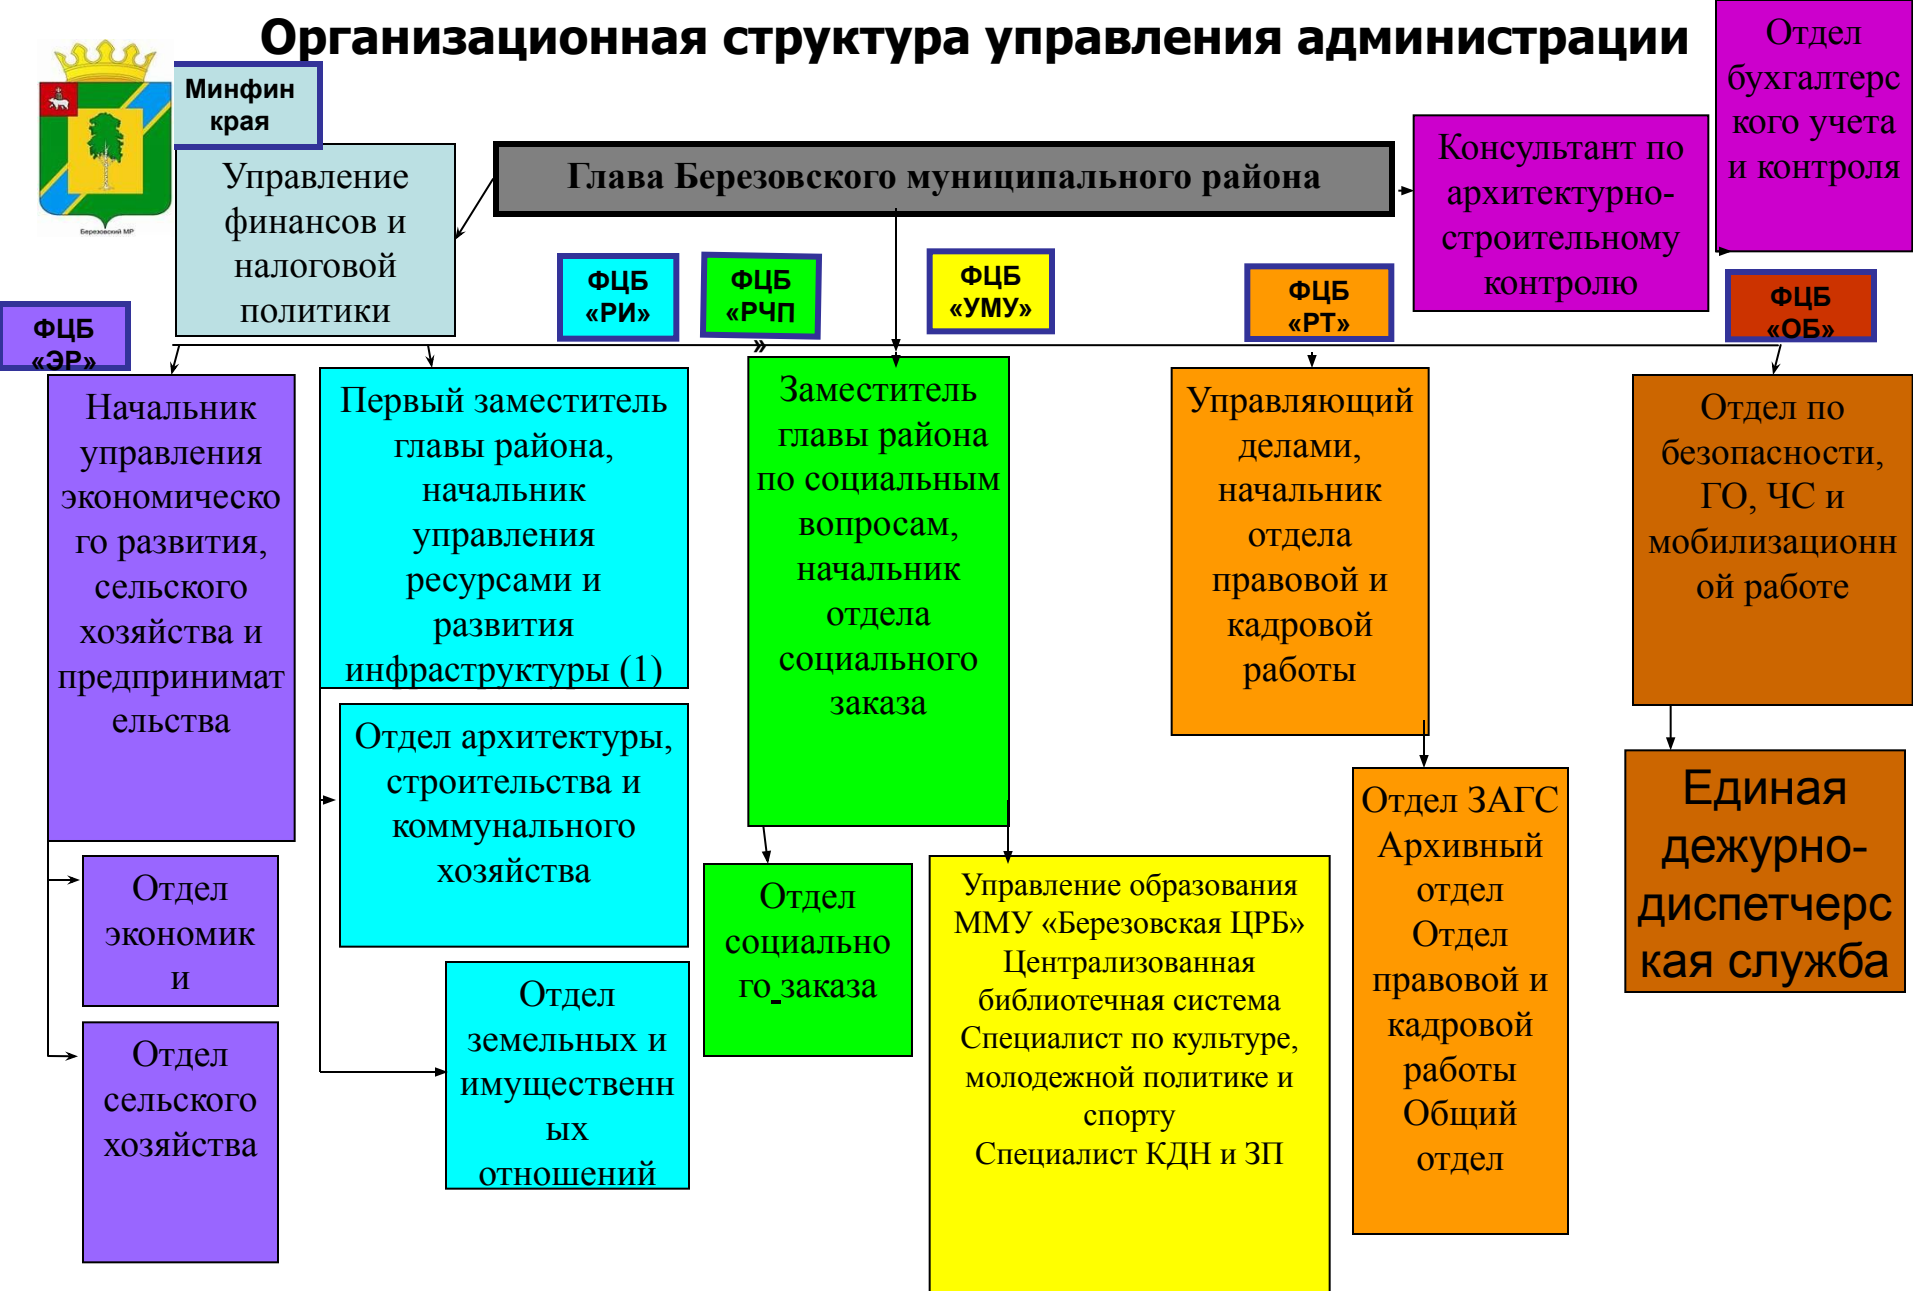 Организационная структура управления администрации
Березовский МР
Минфин
края
Управление
финансов и
налоговой
политики
Глава Березовского муниципального района
Консультант по
архитектурно-
строительному
контролю
Отдел
бухгалтерс
кого учета
и контроля
ФЦБ
«ЭР»
ФЦБ
«РИ»
ФЦБ
«РЧП
»
ФЦБ
«УМУ»
ФЦБ
«РТ»
ФЦБ
«ОБ»
Начальник
управления
экономическо
го развития,
сельского
хозяйства и
предпринимат
ельства
Отдел
экономик
и
Отдел
сельского
хозяйства
Первый заместитель
главы района,
начальник
управления
ресурсами и
развития
инфраструктуры (1)
Отдел архитектуры,
строительства и
коммунального
хозяйства
Отдел
земельных и
имущественн
ых
отношений
Заместитель
главы района
по социальным
вопросам,
начальник
отдела
социального
заказа
Отдел
социально
го заказа
Управление образования
ММУ «Березовская ЦРБ»
Централизованная
библиотечная система
Специалист по культуре,
молодежной политике и
спорту
Специалист КДН и ЗП
Управляющий
делами,
начальник
отдела
правовой и
кадровой
работы
Отдел ЗАГС
Архивный
отдел
Отдел
правовой и
кадровой
работы
Общий
отдел
Отдел по
безопасности,
ГО, ЧС и
мобилизационн
ой работе
Единая
дежурно-
диспетчерс
кая служба